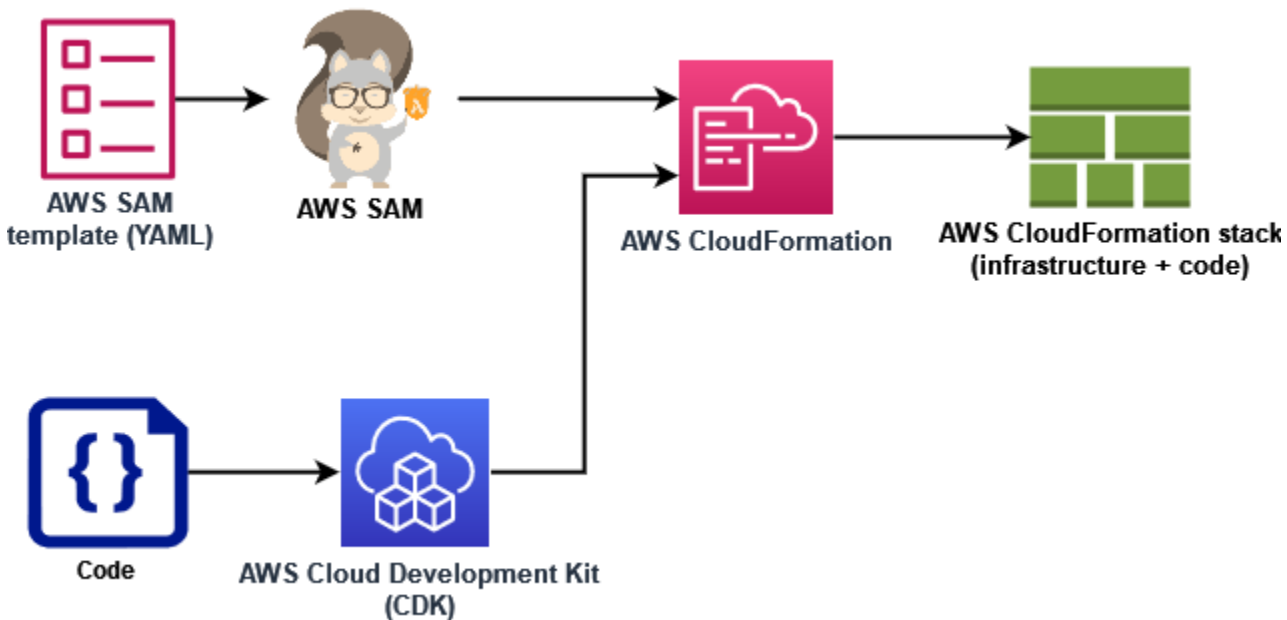 AWS SAM
template (YAML)
AWS SAM
AWS CloudFormation
AWS CloudFormation stack
(infrastructure + code)
{}
Code
AWS Cloud Development Kit
(CDK)